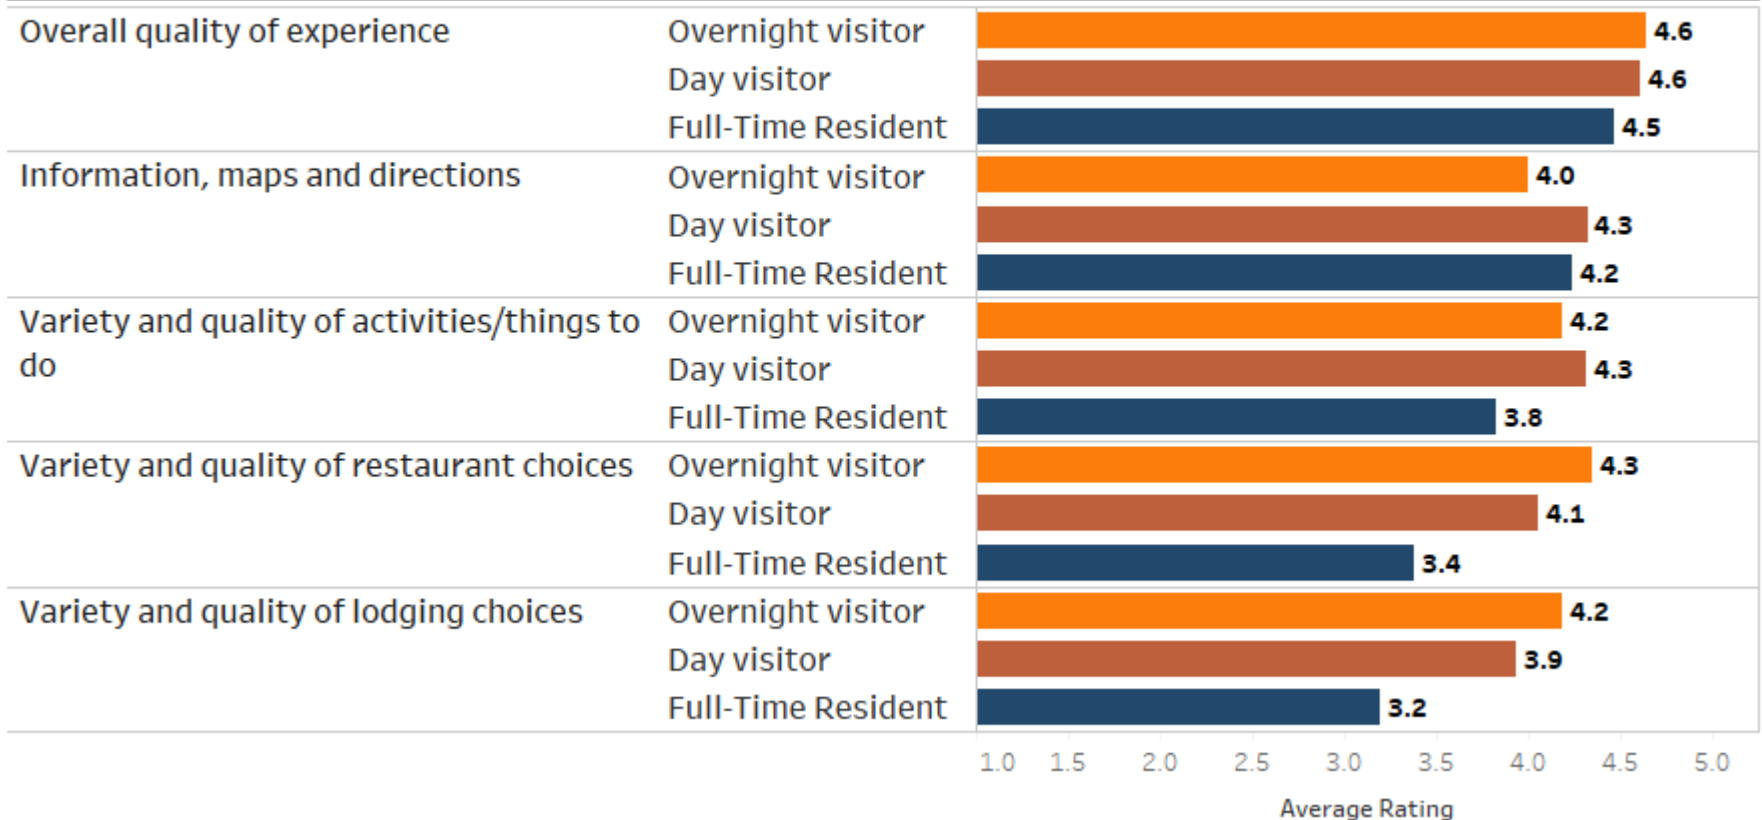 Overall quality of experience Overnight visitor 4.6
Day visitor 4.6
Full-Time Resident 4.5
Information, maps and directions Overnight visitor 4.0
Day visitor 4.3
Full-Time Resident 4.2
Variety and quality of activities/things to Overnight visitor 4.2
do Day visitor 4.3
Full-Time Resident 3.8
Variety and quality of restaurant choices Overnight visitor 4.3
Day visitor 4.1
Full-Time Resident 3.4
Variety and quality of lodging choices Overnight visitor 4.2
Day visitor 3.9
Full-Time Resident 3.2
1.0 1.5 2.0 2.5 3.0 3.5 4.0 4.5 5.0
Average Rating